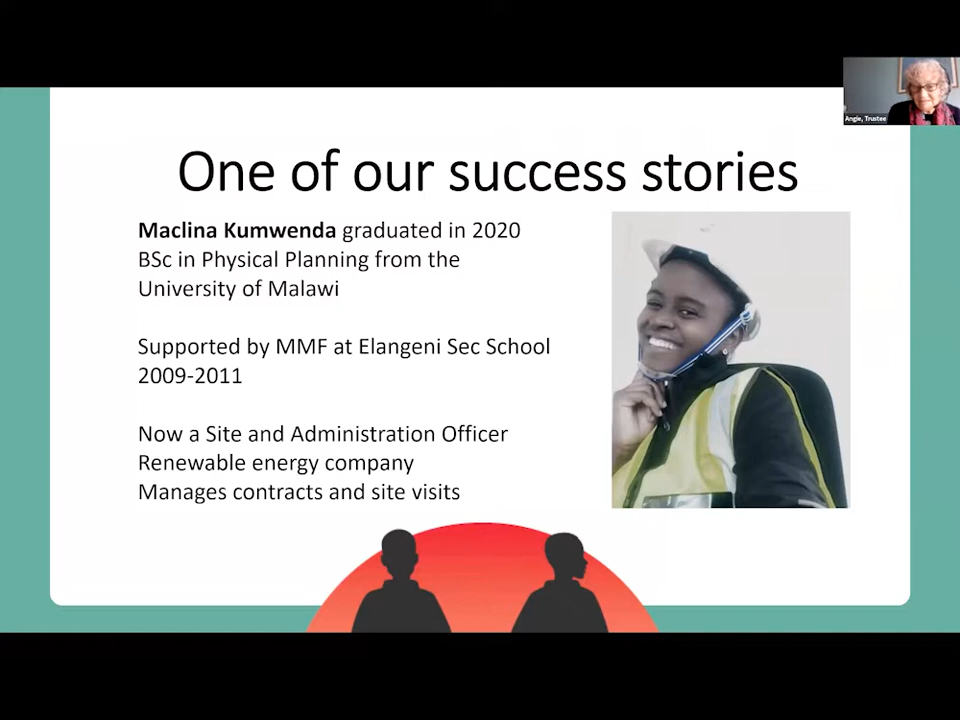 Angie, Trustee
One of our success stories
Maclina Kumwenda graduated in 2020
BSc in Physical Planning from the
University of Malawi
Supported by MMF at Elangeni Sec School
2009-2011
Now a Site and Administration Officer
Renewable energy company
Manages contracts and site visits